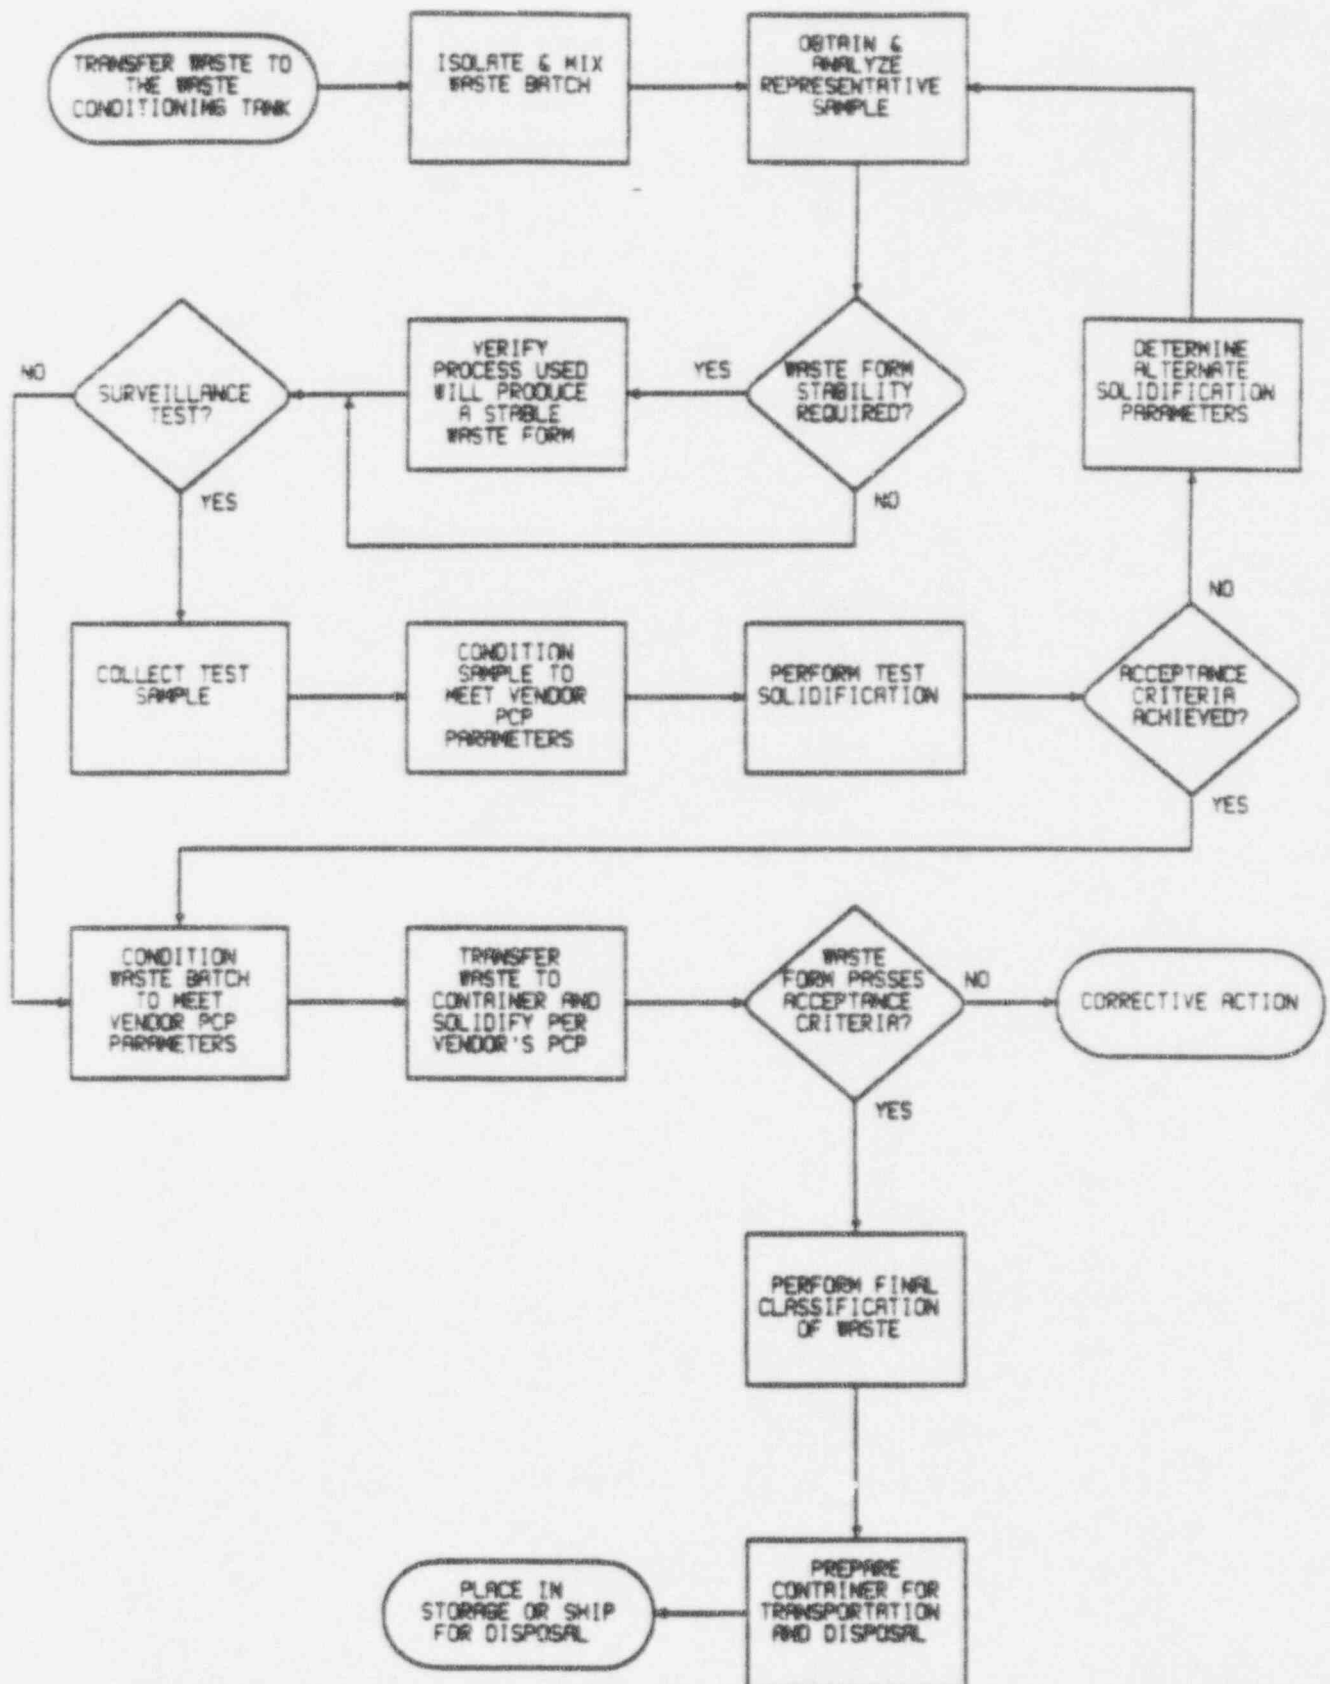 TRANSFER WASTE TO
THE WASTE
CONDITIONING TANK
ISOLATE & MIX
WASTE BATCH
OBTAIN &
ANALYZE
REPRESENTATIVE
SAMPLE
NO
SURVEILLANCE
TEST?
YES
VERIFY
PROCESS USED
WILL PRODUCE
A STABLE
WASTE FORM
YES
WASTE FORM
STABILITY
REQUIRED?
NO
DETERMINE
ALTERNATE
SOLIDIFICATION
PARAMETERS
NO
COLLECT TEST
SAMPLE
CONDITION
SAMPLE TO
MEET VENDOR
PCP
PARAMETERS
PERFORM TEST
SOLIDIFICATION
ACCEPTANCE
CRITERIA
ACHIEVED?
YES
CONDITION
WASTE BATCH
TO MEET
VENDOR PCP
PARAMETERS
TRANSFER
WASTE TO
CONTAINER AND
SOLIDIFY PER
VENDOR'S PCP
WASTE
FORM PASSES
ACCEPTANCE
CRITERIA?
NO
CORRECTIVE ACTION
YES
PERFORM FINAL
CLASSIFICATION
OF WASTE
PREPARE
CONTAINER FOR
TRANSPORTATION
AND DISPOSAL
PLACE IN
STORAGE OR SHIP
FOR DISPOSAL